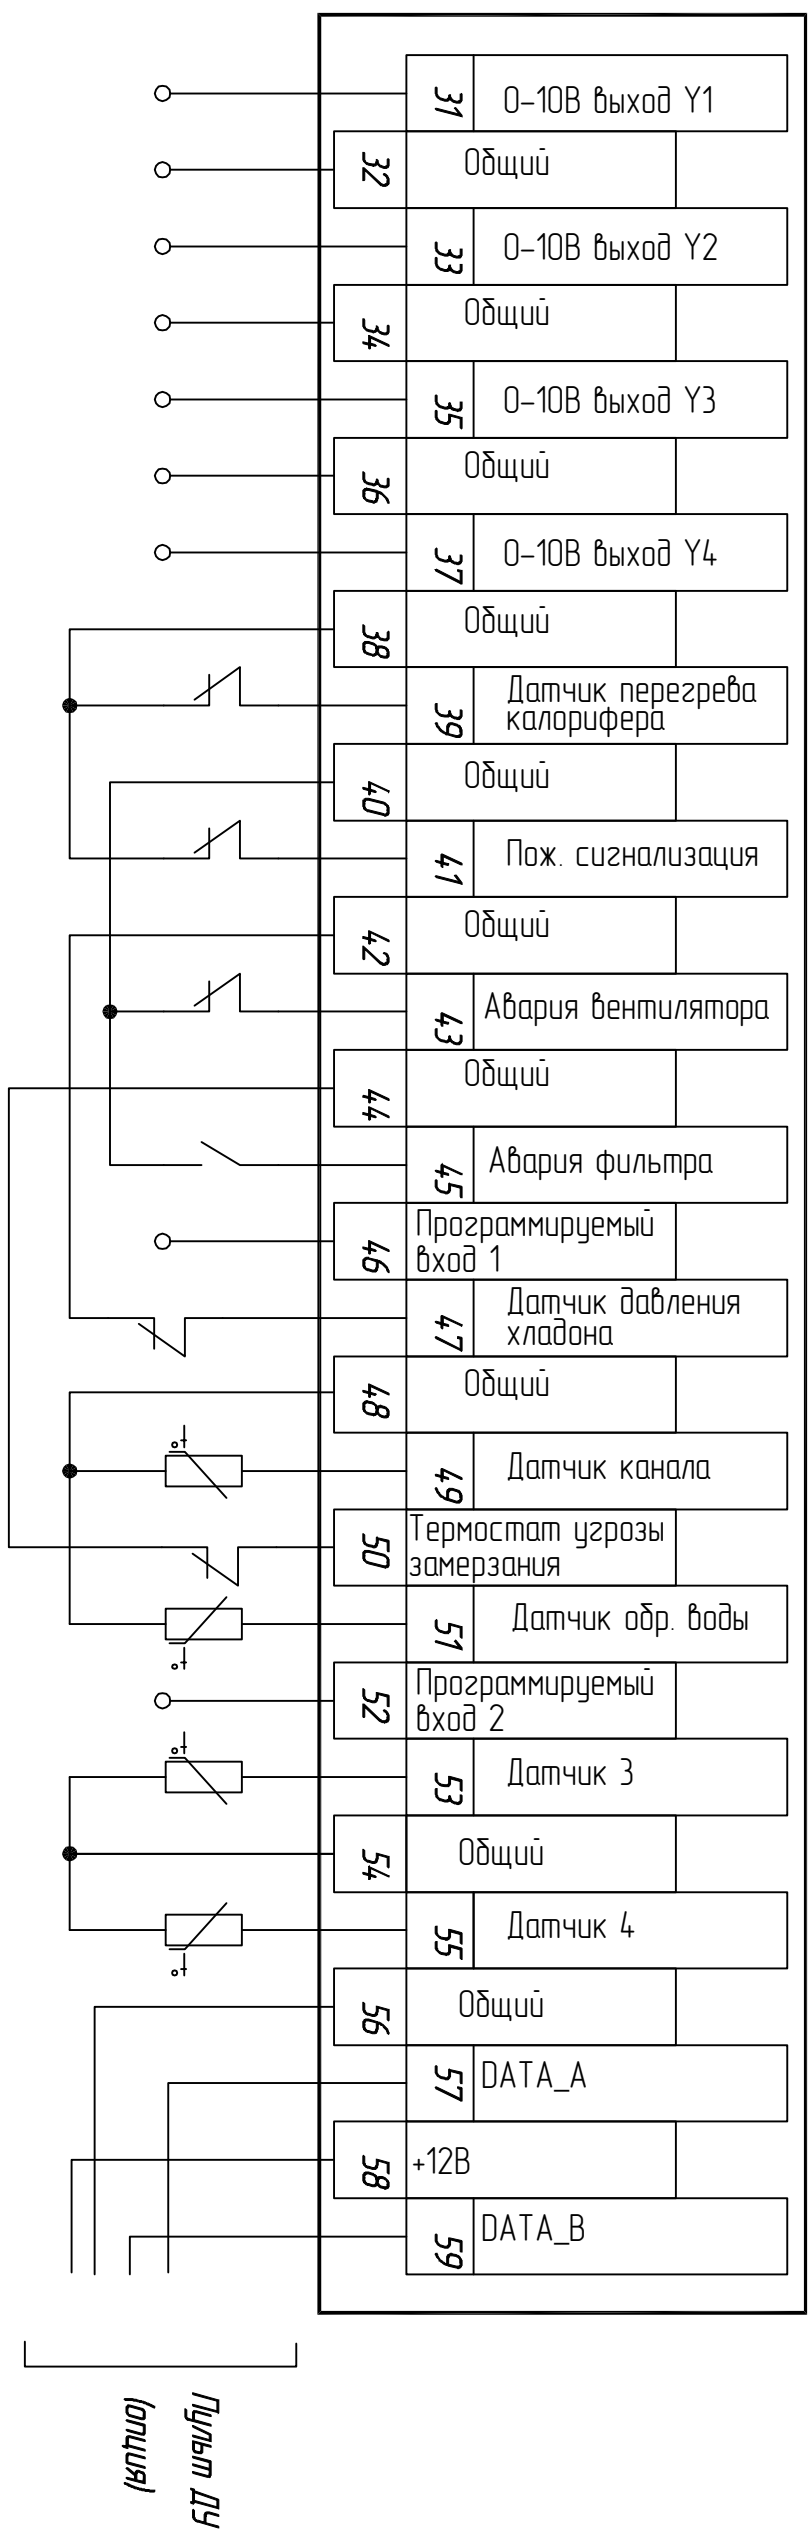 31 0-10В выход Y1
32 Общий
33 0-10В выход Y2
34 Общий
35 0-10В выход Y3
36 Общий
37 0-10В выход Y4
38 Общий
39 Датчик перегрева
калорифера
40 Общий
41 Пож. сигнализация
42 Общий
43 Авария вентилятора
44 Общий
45 Авария фильтра
46 Программируемый
вход 1
47 Датчик давления
хладона
48 Общий
t°
49 Датчик канала
50 Термостат угрозы
замерзания
51 Датчик обр. воды
t°
52 Программируемый
вход 2
t°
53 Датчик 3
54 Общий
55 Датчик 4
t°
56 Общий
57 DATA_A
58 +12В
59 DATA_B
Пульт ДУ
(опция)